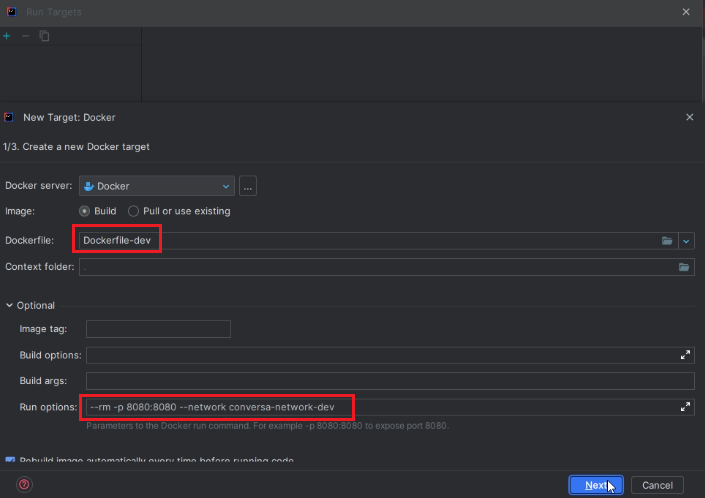 Run Targets
New Target: Docker
1/3. Create a new Docker target
Docker server: Docker ...
Image: Build Pull or use existing
Dockerfile: Dockerfile-dev
Context folder: .
Optional
Image tag:
Build options:
Build args:
Run options: --rm -p 8080:8080 --network conversa-network-dev
Parameters to the Docker run command. For example -p 8080:8080 to expose port 8080.
Rebuild image automatically every time before running code
? Next Cancel